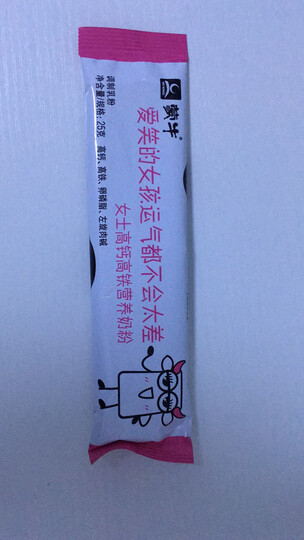 蒙牛
爱笑的女孩运气都不会太差
女士高钙高铁营养奶粉
调制乳粉
净含量/规格：25克 高钙、高铁、卵磷脂、左旋肉碱